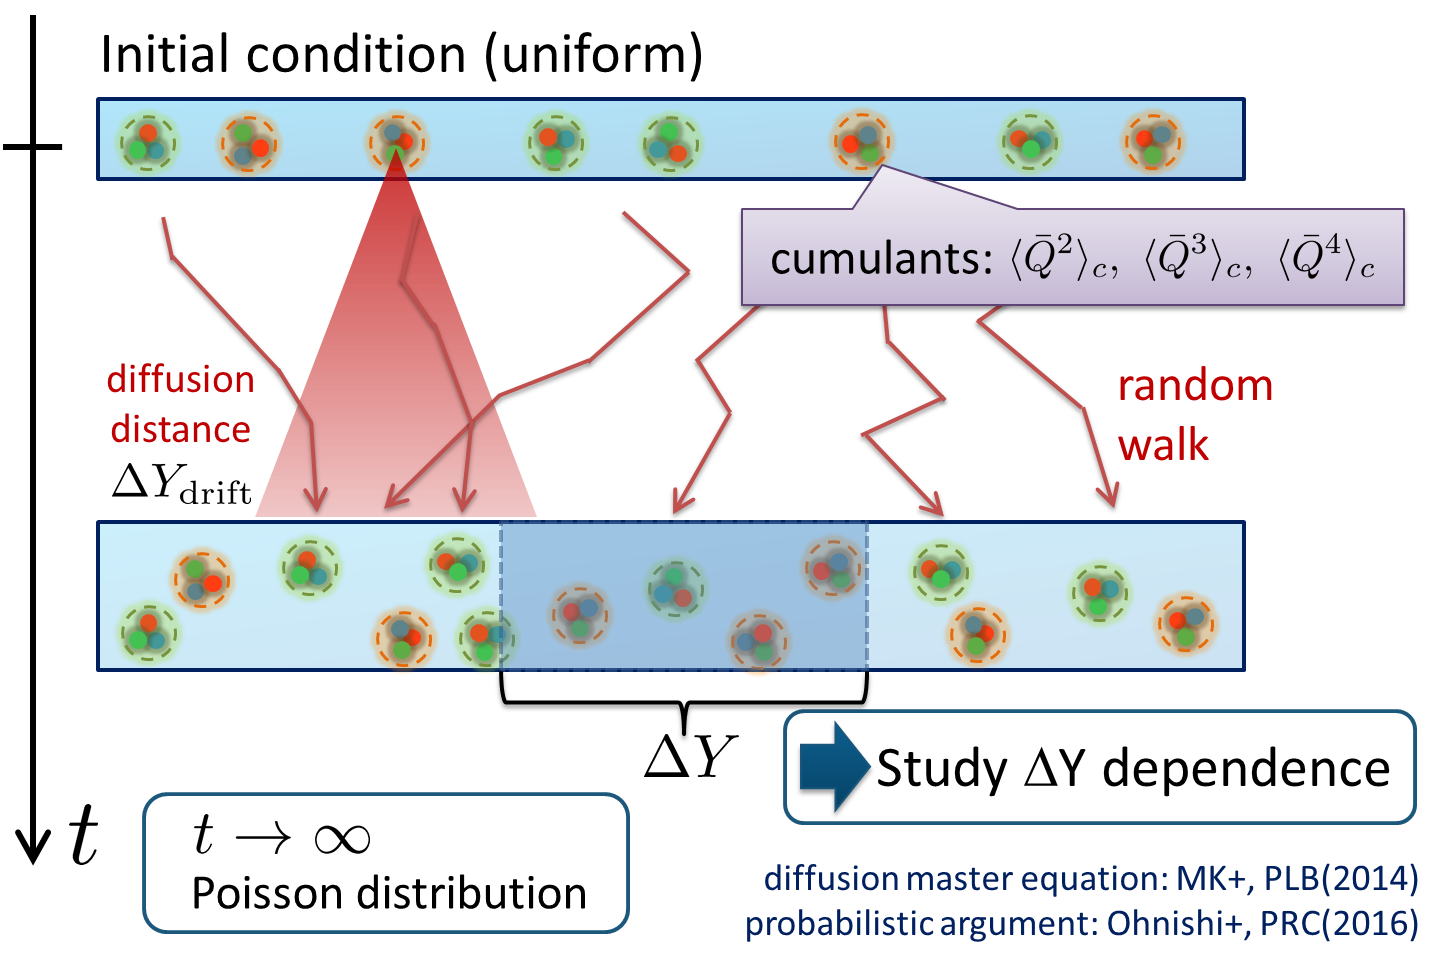 Initial condition (uniform)
cumulants: ⟨Q̄²⟩c, ⟨Q̄³⟩c, ⟨Q̄⁴⟩c
diffusion
distance
ΔYdrift
random
walk
ΔY
Study ΔY dependence
t
t → ∞
Poisson distribution
diffusion master equation: MK+, PLB(2014)
probabilistic argument: Ohnishi+, PRC(2016)